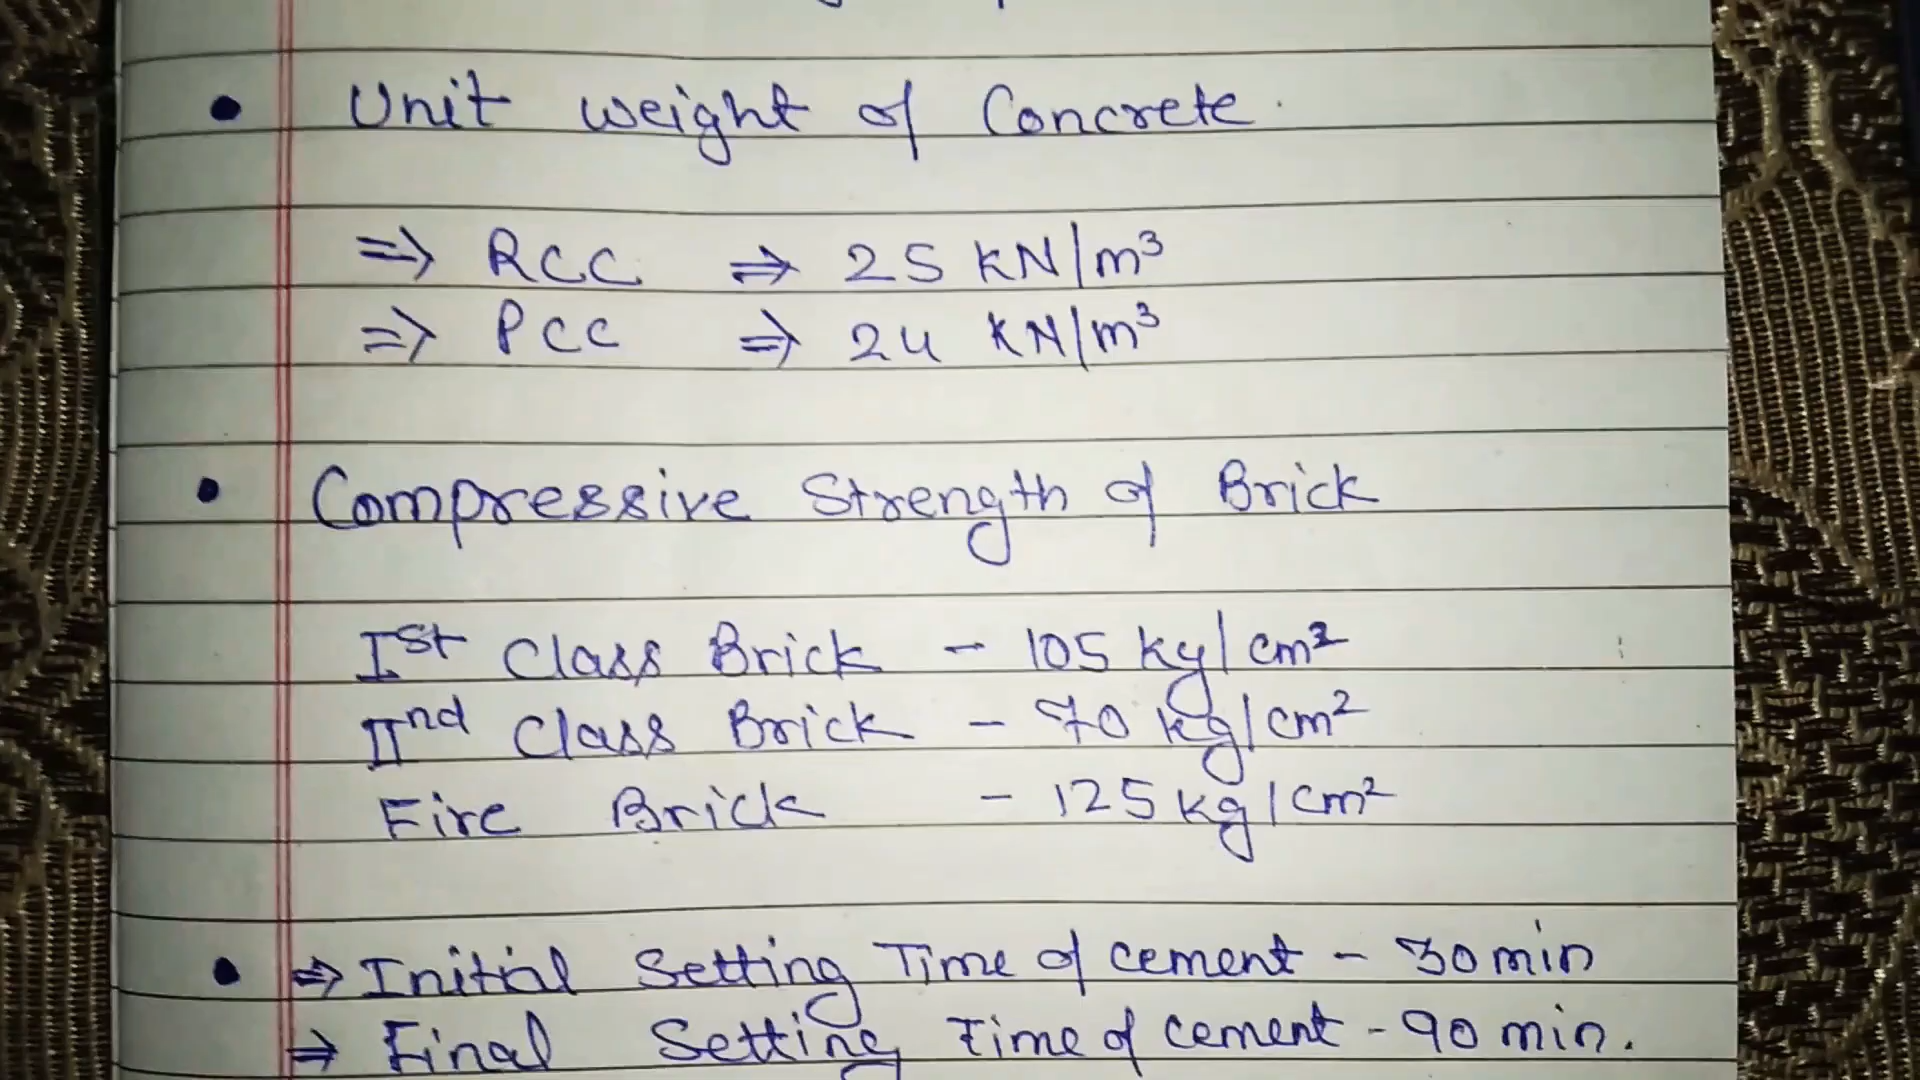 • Unit weight of Concrete.
⇒ RCC ⇒ 25 KN/m³
⇒ PCC ⇒ 24 KN/m³
• Compressive Strength of Brick
Iˢᵗ Class Brick - 105 kg/cm²
IIⁿᵈ Class Brick - 70 kg/cm²
Fire Brick - 125 kg/cm²
• ⇒ Initial Setting Time of cement - 30 min
⇒ Final Setting Time of cement - 90 min.